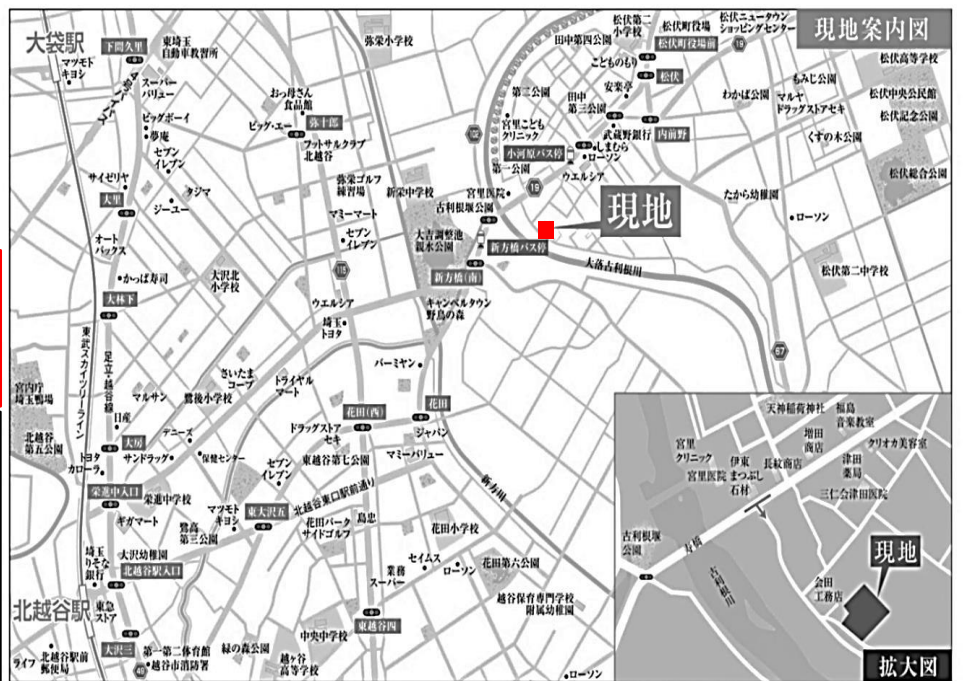 現地案内図
大袋駅
マツモト
キヨシ
下間久里
東埼玉
自動車教習所
4号バイパス
スーパー
バリュー
ビッグボーイ
夢庵
セブン
イレブン
サイゼリヤ
タジマ
ジーユー
大里
オート
バックス
かっぱ寿司
大沢北
小学校
大林下
東武スカイツリーライン
足立・越谷線
宮内庁
埼玉鴨場
北越谷
第五公園
マルサン
日産
トヨタ
カローラ
大房
サンドラッグ
デニーズ
保健センター
鷺後小学校
さいたま
コープ
栄進中入口
栄進中学校
ギガマート
マツモト
キヨシ
鷺高
第三公園
埼玉
りそな
銀行
大沢幼稚園
北越谷駅入口
北越谷駅
東急
ストア
大沢三
ライフ
北越谷駅前
郵便局
49
第一第二体育館
越谷市消防署
緑の森公園
越ヶ谷
高等学校
中央中学校
弥栄小学校
おっ母さん
食品館
ビッグ・エー
弥十郎
フットサルクラブ
北越谷
弥栄ゴルフ
練習場
マミーマート
セブン
イレブン
115
ウエルシア
埼玉
トヨタ
新栄中学校
大吉調整池
親水公園
キャンベルタウン
野鳥の森
新方橋(南)
新方橋バス停
古利根堰公園
宮里医院
バーミヤン
トライヤル
マート
花田(西)
花田
ドラッグストア
セキ
ジャパン
マミーバリュー
東越谷第七公園
セブン
イレブン
北越谷東口駅前通り
東大沢五
花田パーク
サイドゴルフ
島忠
花田小学校
新方川
セイムス
ローソン
花田第六公園
業務
スーパー
越谷保育専門学校
附属幼稚園
東越谷四
ローソン
102
第二公園
宮里こども
クリニック
小河原バス停
第一公園
19
田中第四公園
松伏第二
小学校
こどものもり
安楽亭
田中
第三公園
武蔵野銀行
しまむら
ローソン
ウエルシア
松伏町役場
松伏町役場前
松伏
内前野
松伏ニュータウン
ショッピングセンター
19
わかば公園
もみじ公園
マルヤ
ドラッグストアセキ
くすの木公園
松伏高等学校
松伏中央公民館
松伏記念公園
松伏総合公園
たから幼稚園
ローソン
松伏第二中学校
現地
大落古利根川
67
天神稲荷神社
福島
音楽教室
増田
商店
クリオカ美容室
宮里
クリニック
宮里医院
伊東
まつぶし
石材
長紋商店
津田
薬局
三仁会津田医院
古利根堰
公園
寿橋
古利根川
現地
会田
工務店
拡大図